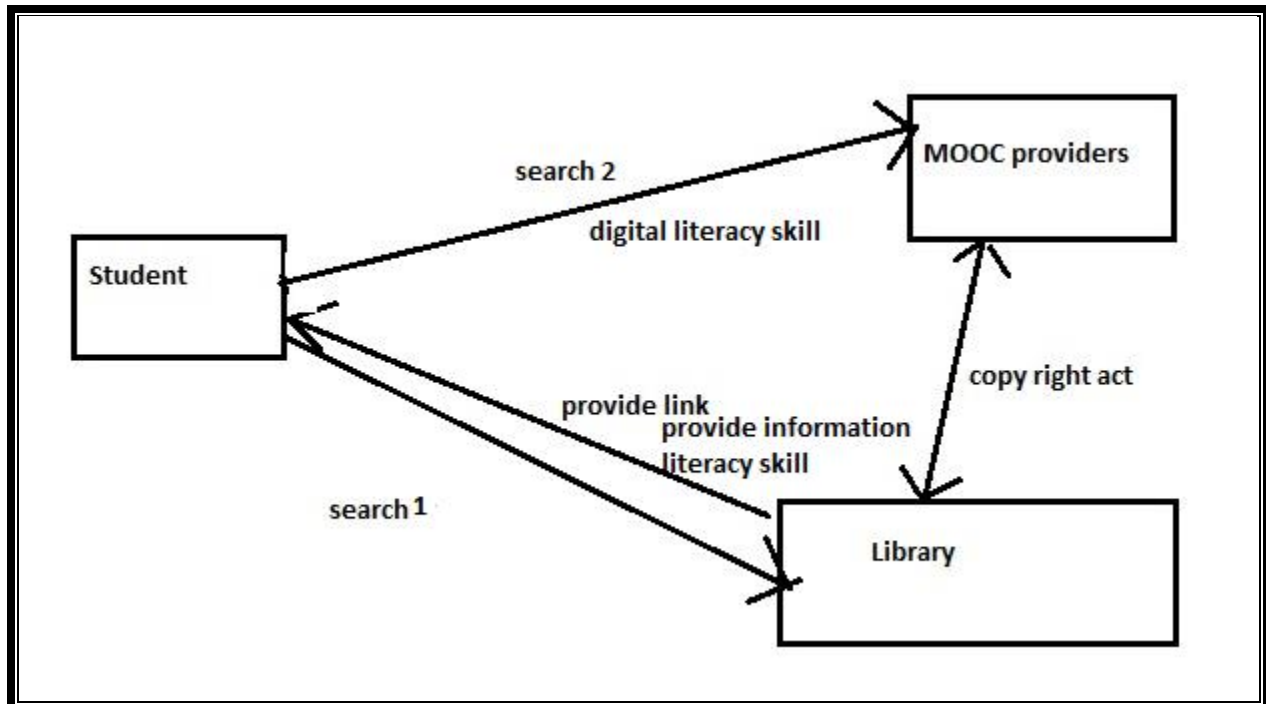 MOOC providers
search 2
digital literacy skill
Student
copy right act
provide link
provide information
literacy skill
search 1
Library